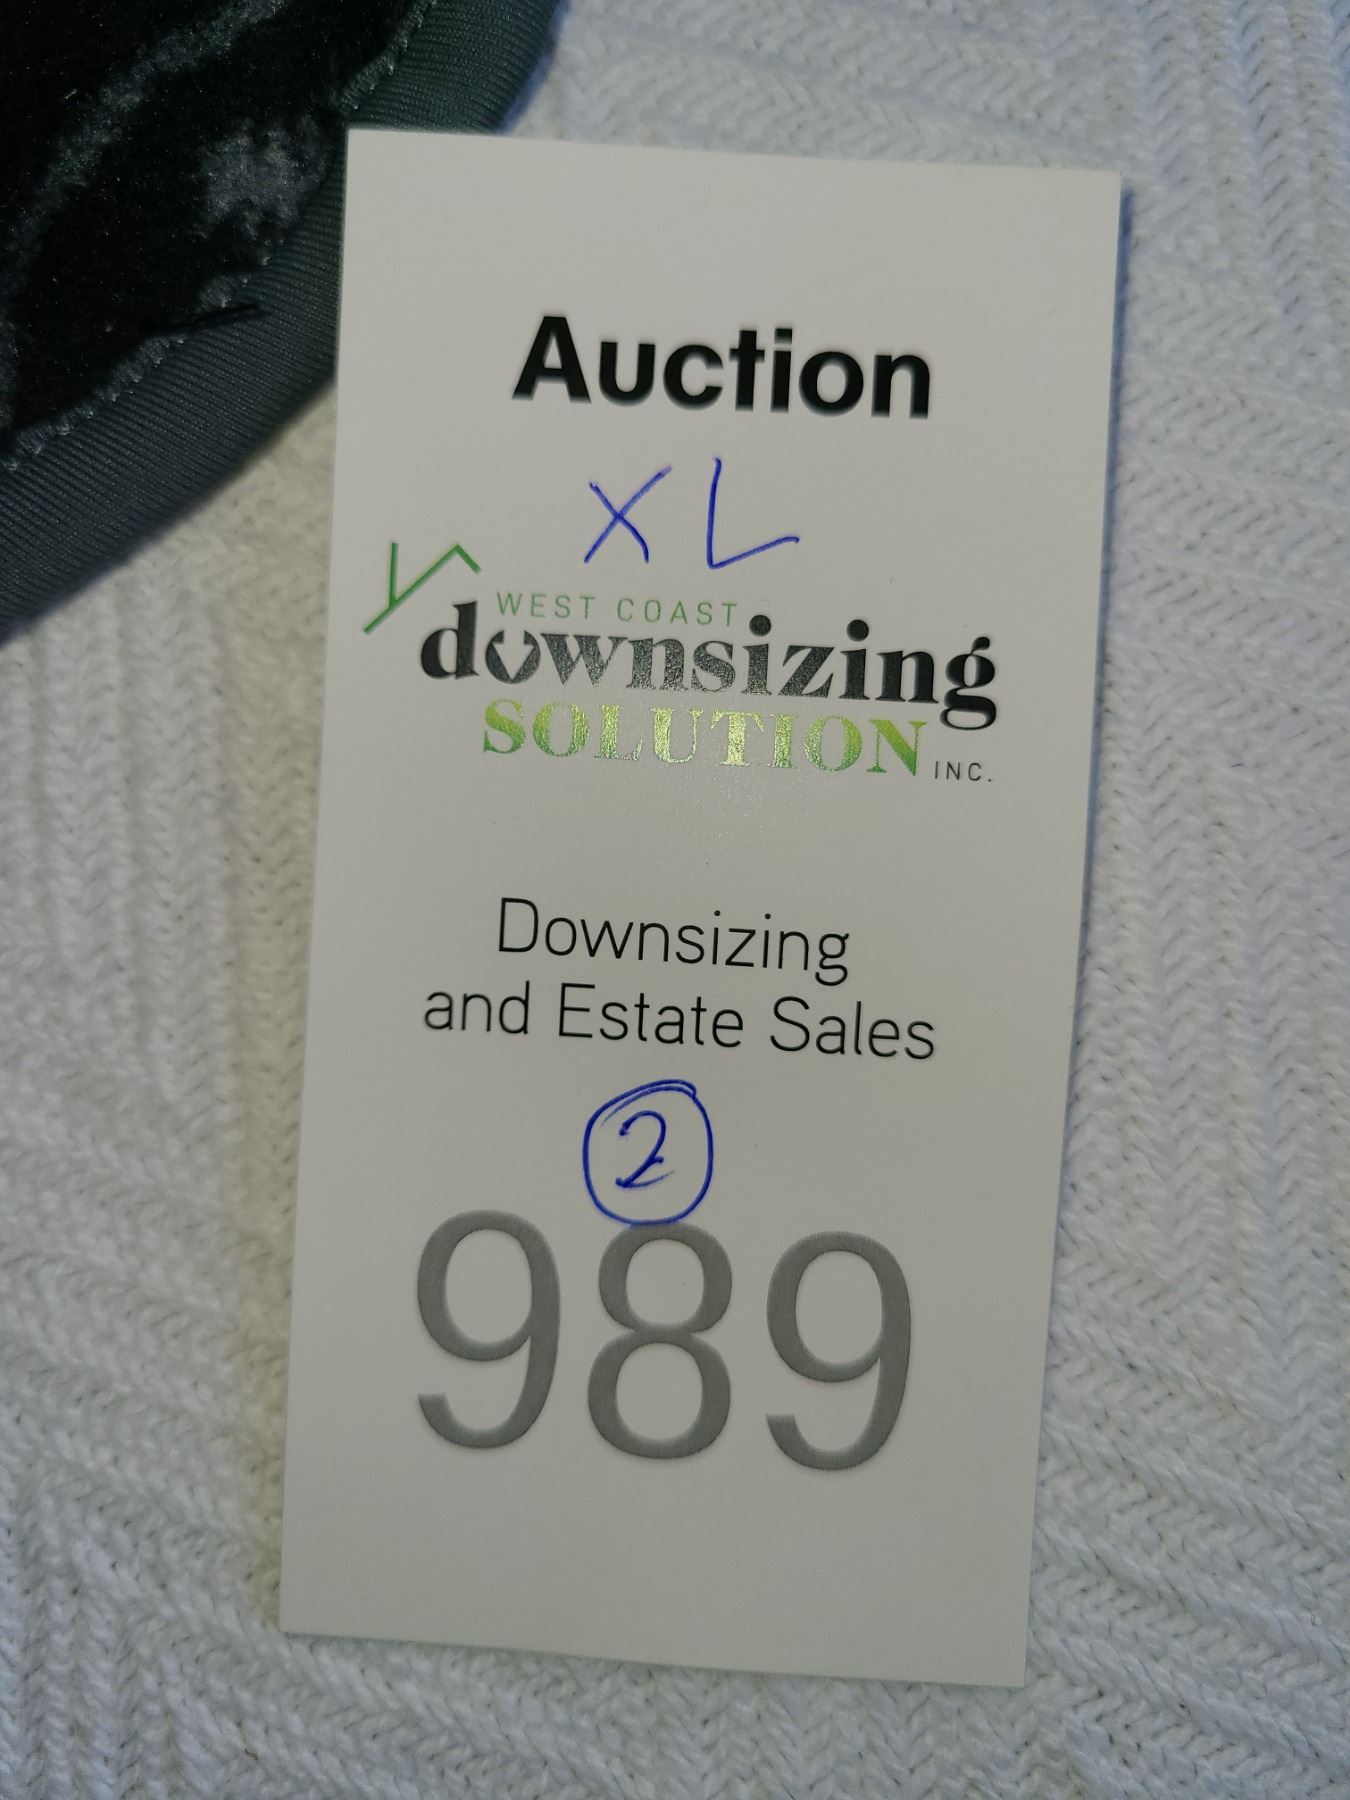 Auction
XL
WEST COAST
downsizing
SOLUTION INC.
Downsizing
and Estate Sales
2
989